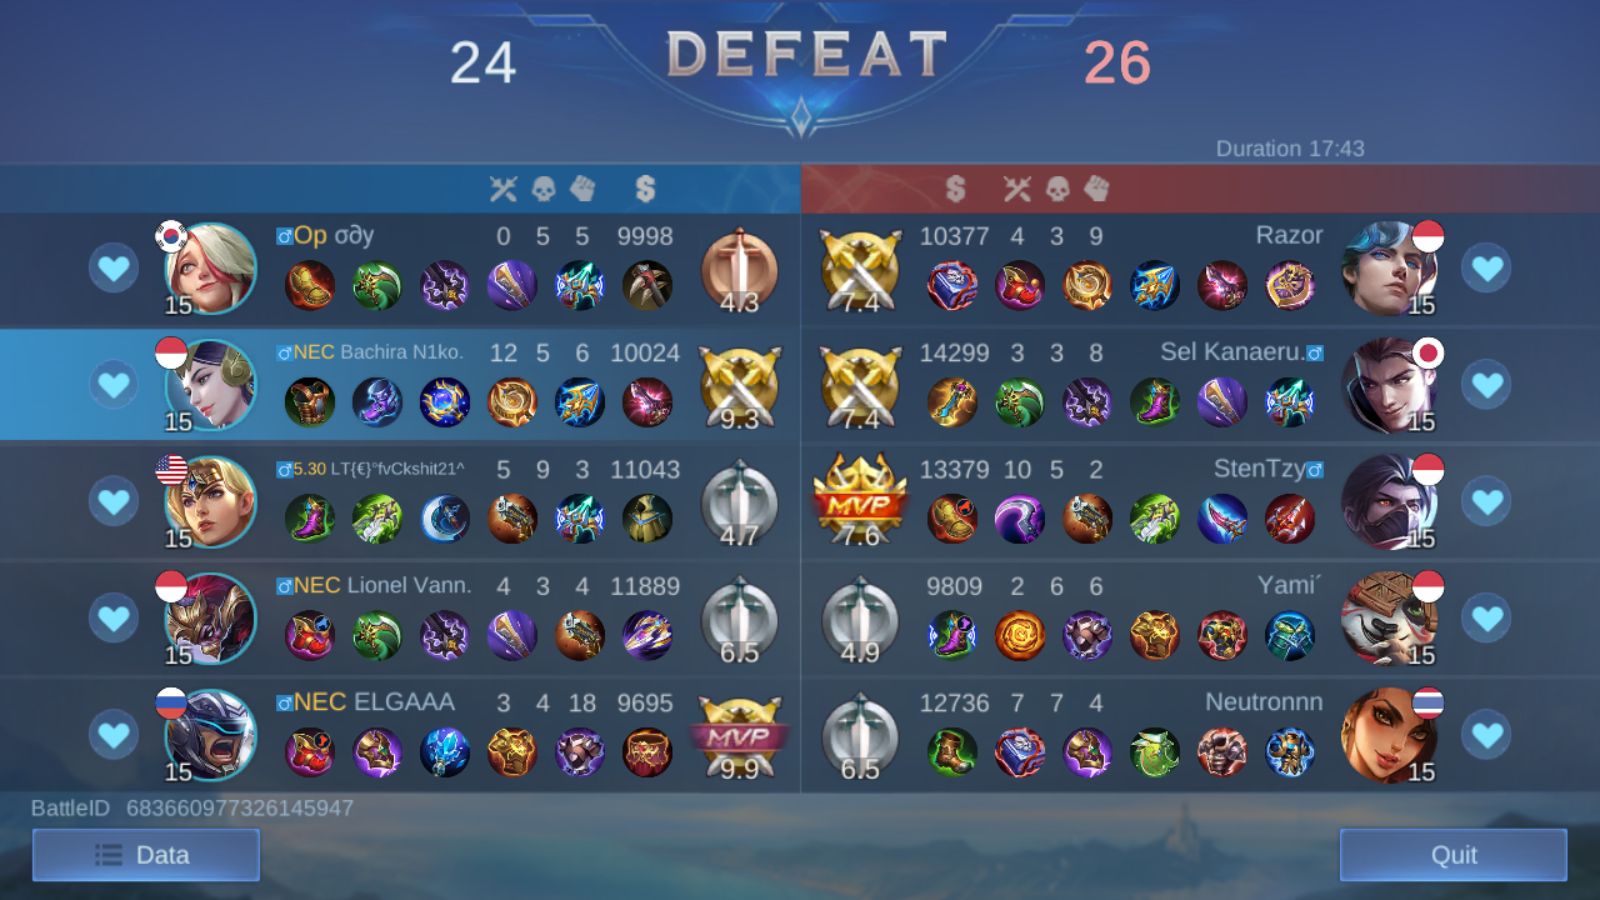 24 DEFEAT 26
Duration 17:43
Op σ∂y 0 5 5 9998
15 4.3
7.4 10377 4 3 9 Razor
15
NEC Bachira N1ko. 12 5 6 10024
15 9.3
7.4 14299 3 3 8 Sel Kanaeru.
15
5.30 LT{€}°fvCkshit21^ 5 9 3 11043
15 4.7
MVP 7.6 13379 10 5 2 StenTzy
15
NEC Lionel Vann. 4 3 4 11889
15 6.5
4.9 9809 2 6 6 Yami´
15
NEC ELGAAA 3 4 18 9695
15 MVP 9.9
6.5 12736 7 7 4 Neutronnn
15
BattleID 683660977326145947
Data
Quit